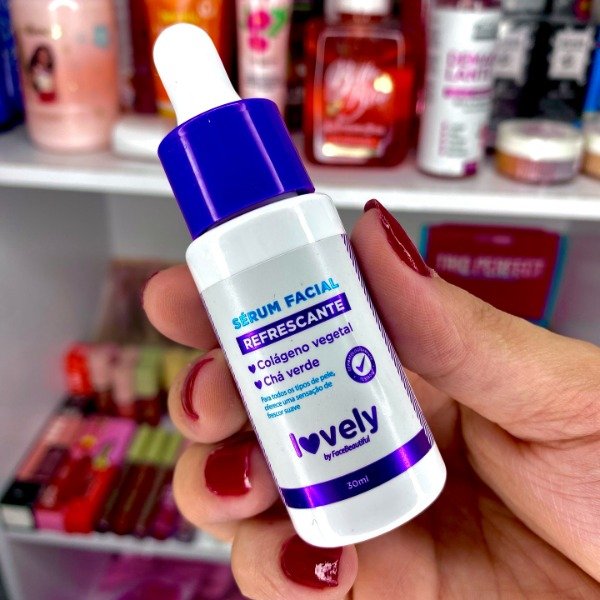 SÉRUM FACIAL
REFRESCANTE
Colágeno vegetal
Chá verde
Para todos os tipos de pele,
oferece uma sensação de
frescor suave
lovely
by FaceBeautiful
30ml